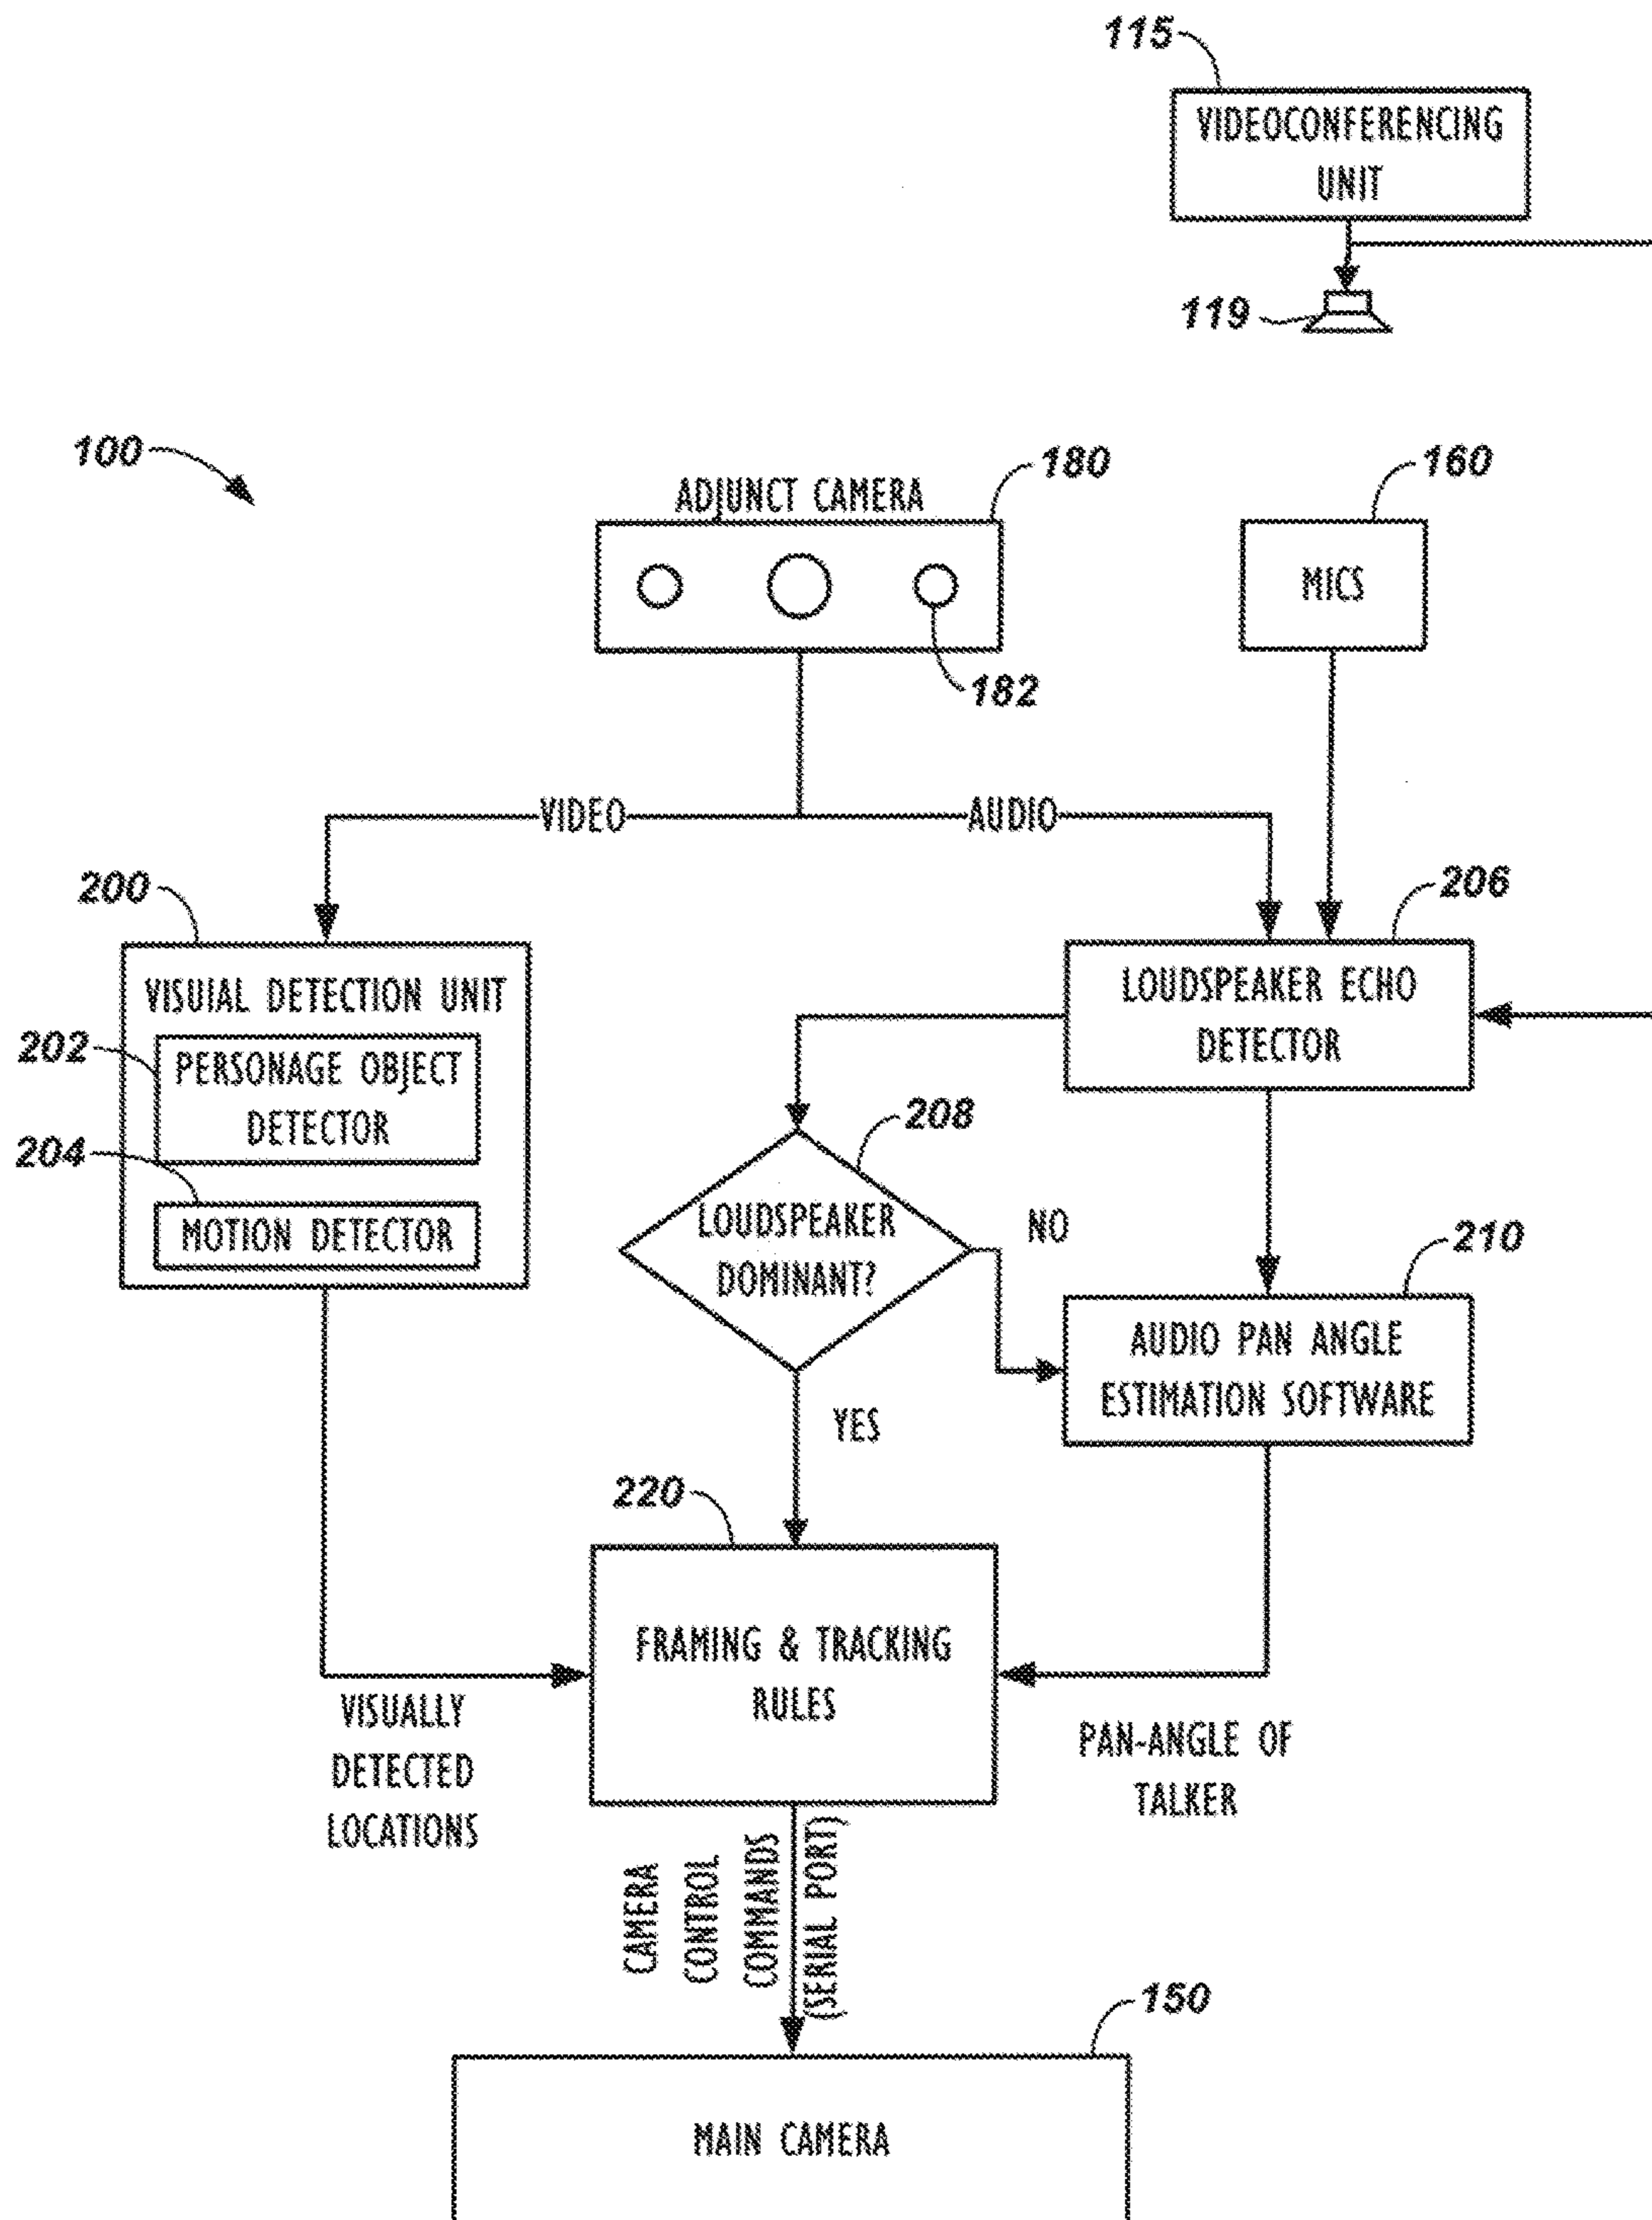 115
VIDEOCONFERENCING
UNIT
119
100
ADJUNCT CAMERA
180
160
MICS
182
VIDEO
AUDIO
200
206
VISUIAL DETECTION UNIT
LOUDSPEAKER ECHO
DETECTOR
202
PERSONAGE OBJECT
DETECTOR
208
204
MOTION DETECTOR
LOUDSPEAKER
DOMINANT?
NO
210
AUDIO PAN ANGLE
ESTIMATION SOFTWARE
YES
220
FRAMING & TRACKING
RULES
VISUALLY
DETECTED
LOCATIONS
PAN-ANGLE OF
TALKER
CAMERA
CONTROL
COMMANDS
(SERIAL PORT)
150
MAIN CAMERA